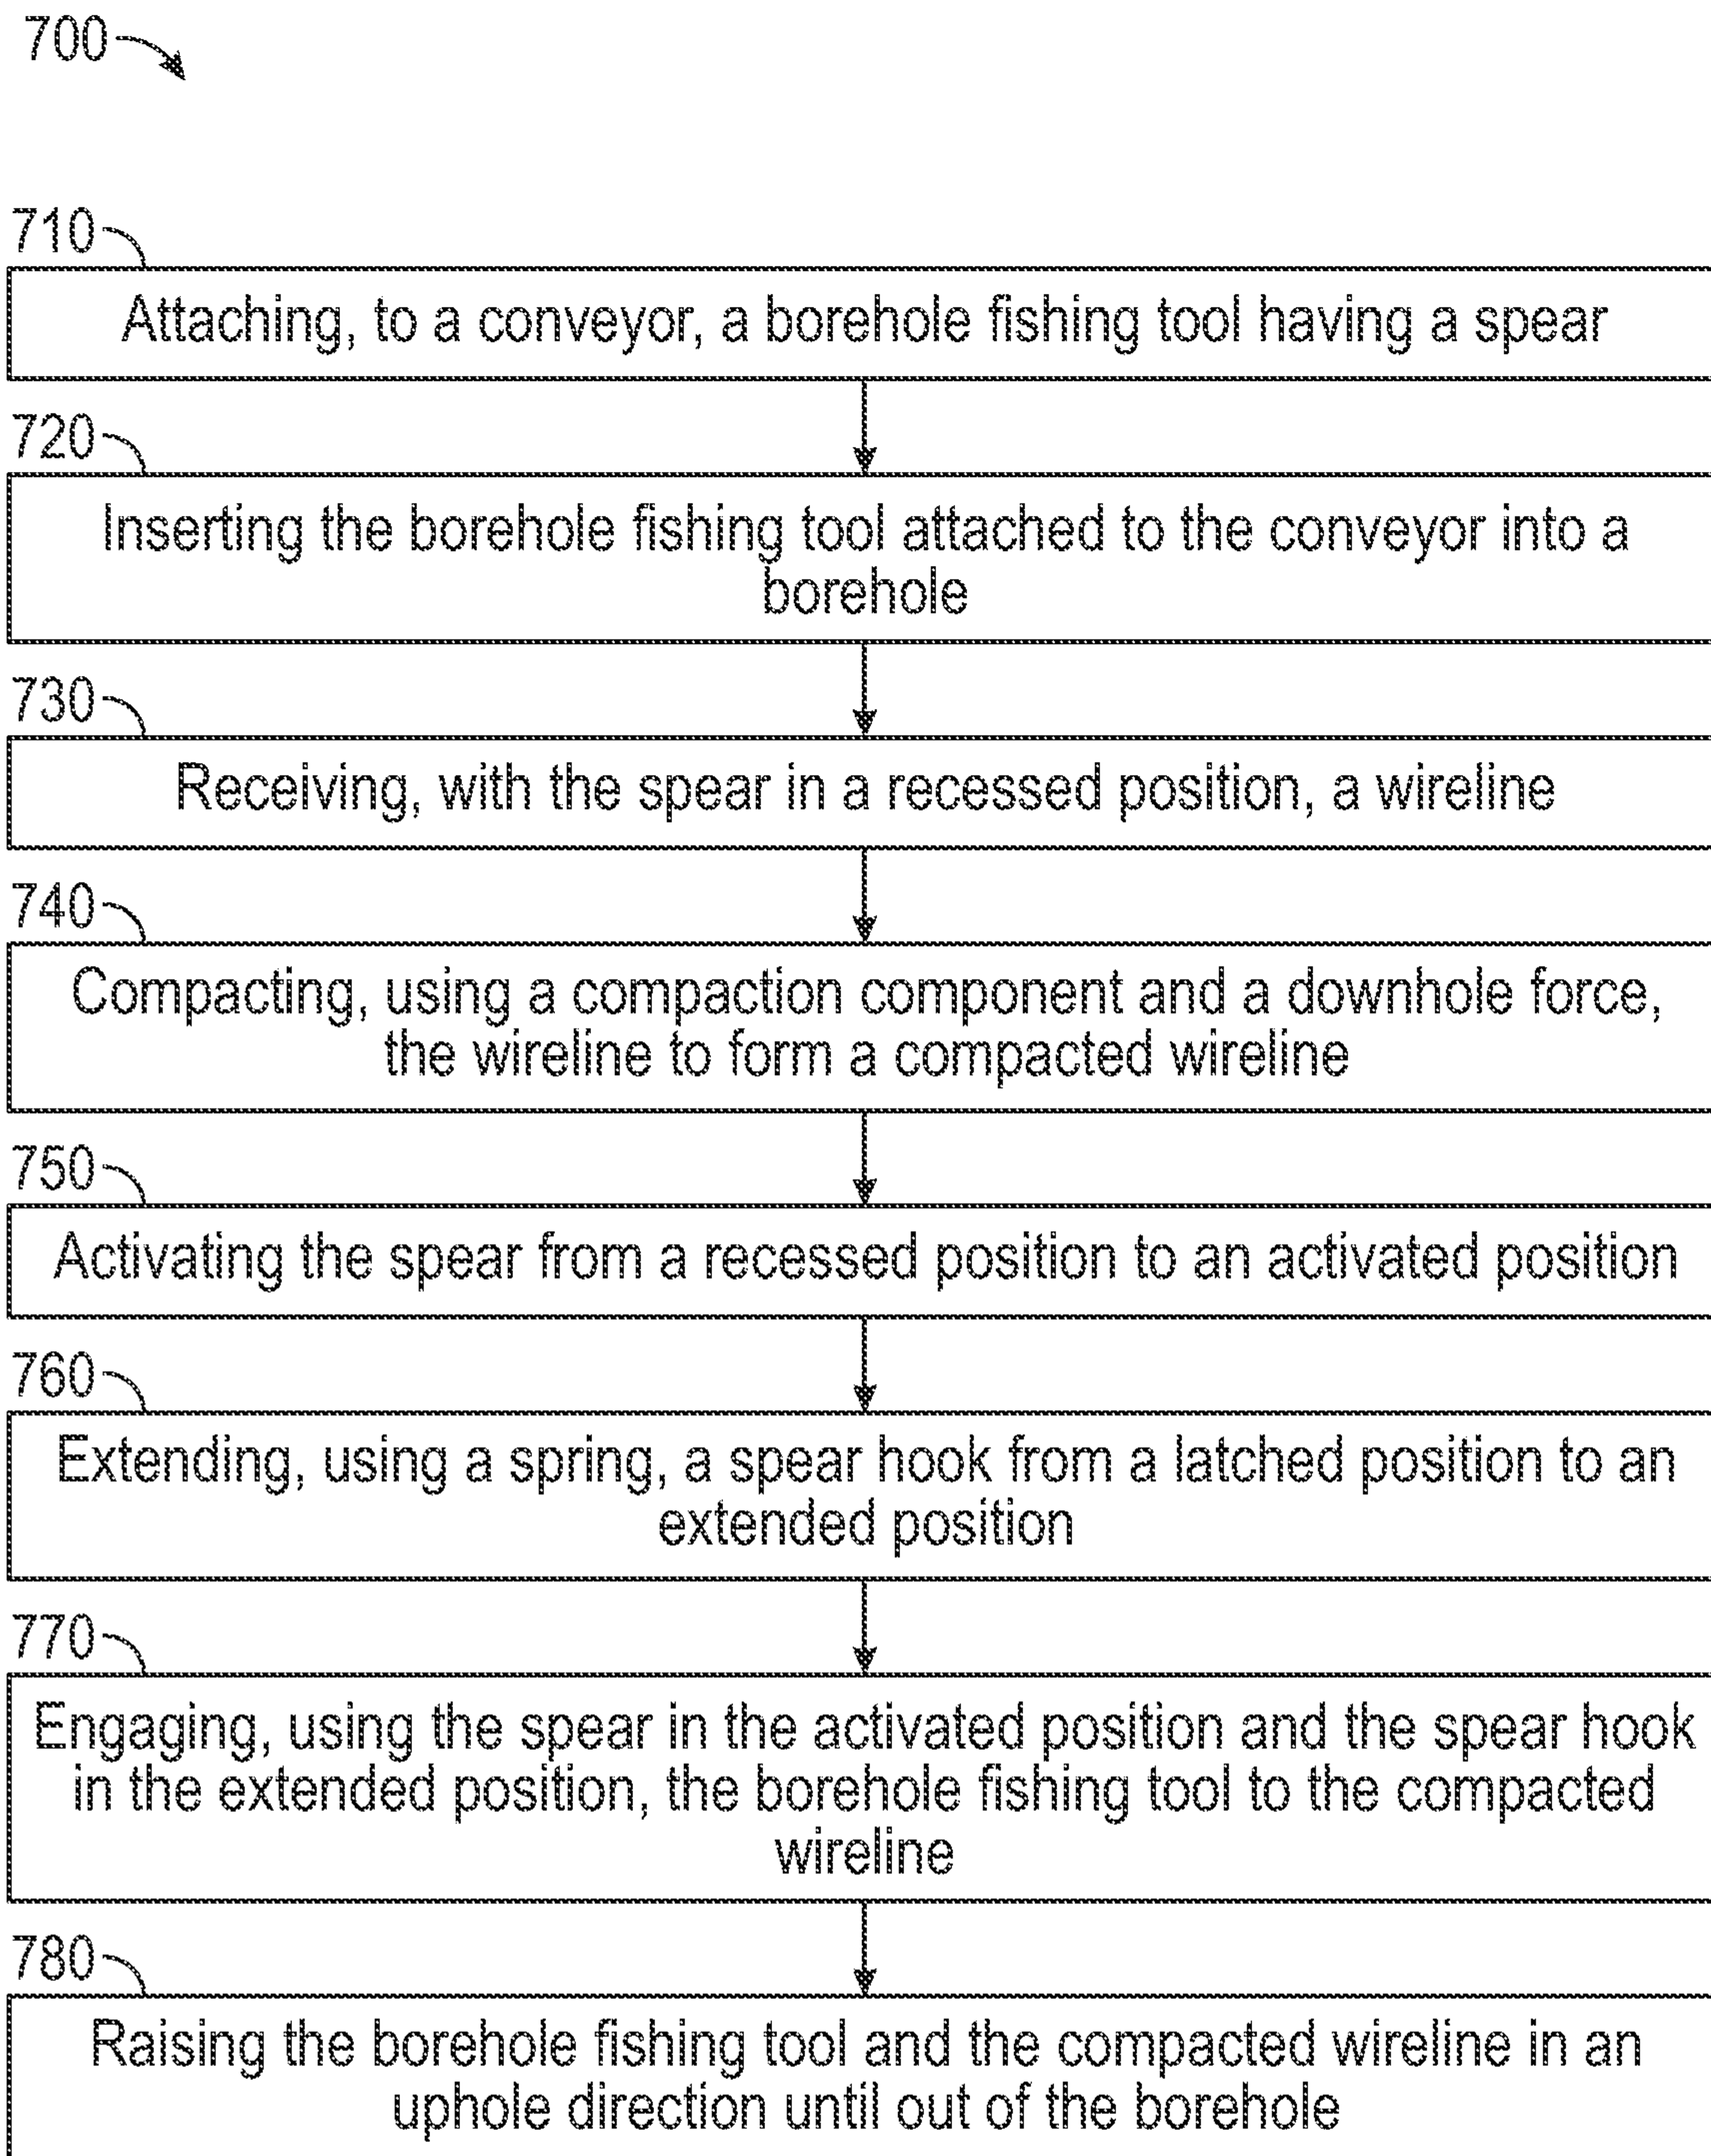 700
710
Attaching, to a conveyor, a borehole fishing tool having a spear
720
Inserting the borehole fishing tool attached to the conveyor into a
borehole
730
Receiving, with the spear in a recessed position, a wireline
740
Compacting, using a compaction component and a downhole force,
the wireline to form a compacted wireline
750
Activating the spear from a recessed position to an activated position
760
Extending, using a spring, a spear hook from a latched position to an
extended position
770
Engaging, using the spear in the activated position and the spear hook
in the extended position, the borehole fishing tool to the compacted
wireline
780
Raising the borehole fishing tool and the compacted wireline in an
uphole direction until out of the borehole